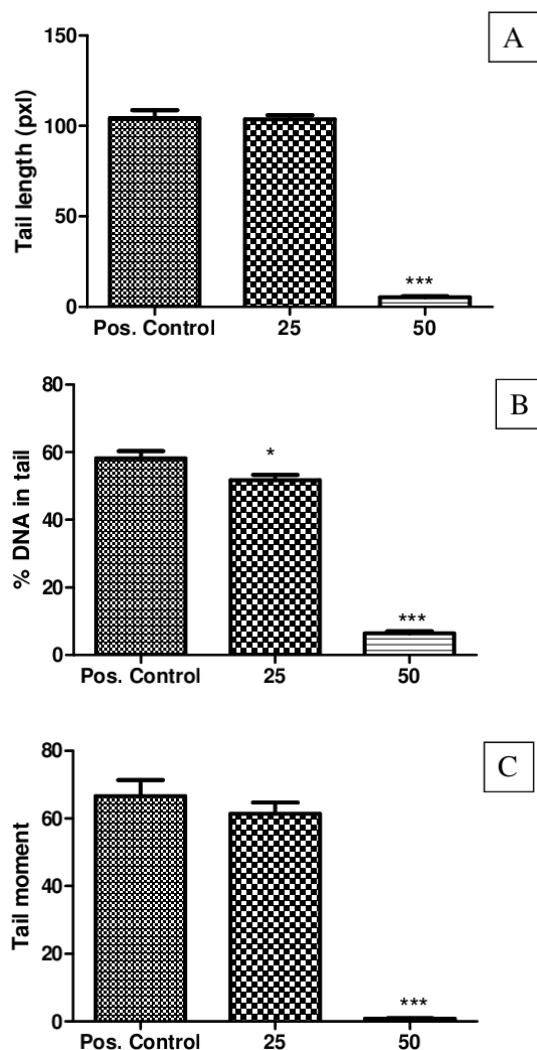 A
Tail length (pxl)
150
100
50
0
***
Pos. Control 25 50
B
% DNA in tail
80
60
40
20
0
*
***
Pos. Control 25 50
C
Tail moment
80
60
40
20
0
***
Pos. Control 25 50